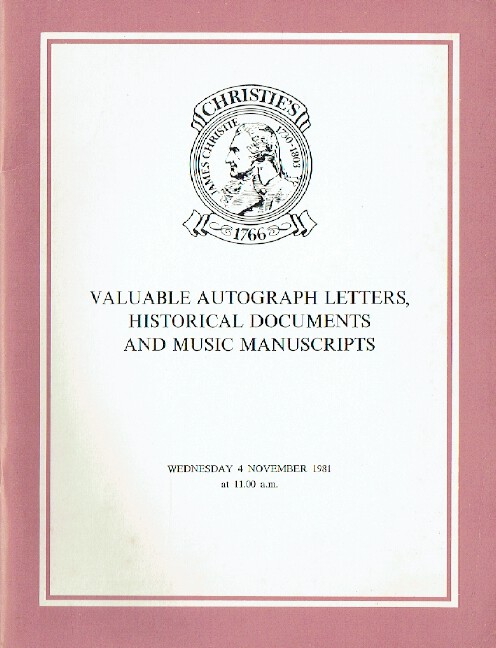 CHRISTIE'S
JAMES CHRISTIE 1730-1803
1766
VALUABLE AUTOGRAPH LETTERS,
HISTORICAL DOCUMENTS
AND MUSIC MANUSCRIPTS
WEDNESDAY 4 NOVEMBER 1981
at 11.00 a.m.